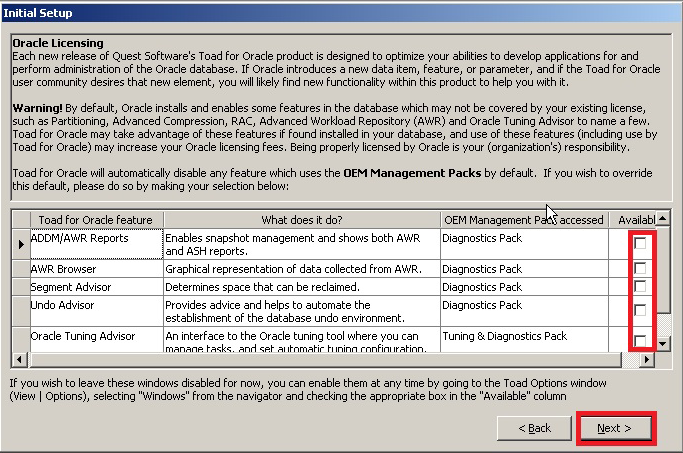 Initial Setup
Oracle Licensing
Each new release of Quest Software's Toad for Oracle product is designed to optimize your abilities to develop applications for and
perform administration of the Oracle database. If Oracle introduces a new data item, feature, or parameter, and if the Toad for Oracle
user community desires that new element, you will likely find new functionality within this product to help you with it.
Warning! By default, Oracle installs and enables some features in the database which may not be covered by your existing license,
such as Partitioning, Advanced Compression, RAC, Advanced Workload Repository (AWR) and Oracle Tuning Advisor to name a few.
Toad for Oracle may take advantage of these features if found installed in your database, and use of these features (including use by
Toad for Oracle) may increase your Oracle licensing fees. Being properly licensed by Oracle is your (organization's) responsibility.
Toad for Oracle will automatically disable any feature which uses the OEM Management Packs by default. If you wish to override
this default, please do so by making your selection below:
Toad for Oracle feature What does it do? OEM Management Pack accessed Availabl
ADDM/AWR Reports Enables snapshot management and shows both AWR Diagnostics Pack
and ASH reports.
AWR Browser Graphical representation of data collected from AWR. Diagnostics Pack
Segment Advisor Determines space that can be reclaimed. Diagnostics Pack
Undo Advisor Provides advice and helps to automate the Diagnostics Pack
establishment of the database undo environment.
Oracle Tuning Advisor An interface to the Oracle tuning tool where you can Tuning & Diagnostics Pack
manage tasks, and set automatic tuning configuration.
If you wish to leave these windows disabled for now, you can enable them at any time by going to the Toad Options window
(View | Options), selecting "Windows" from the navigator and checking the appropriate box in the "Available" column
< Back Next >